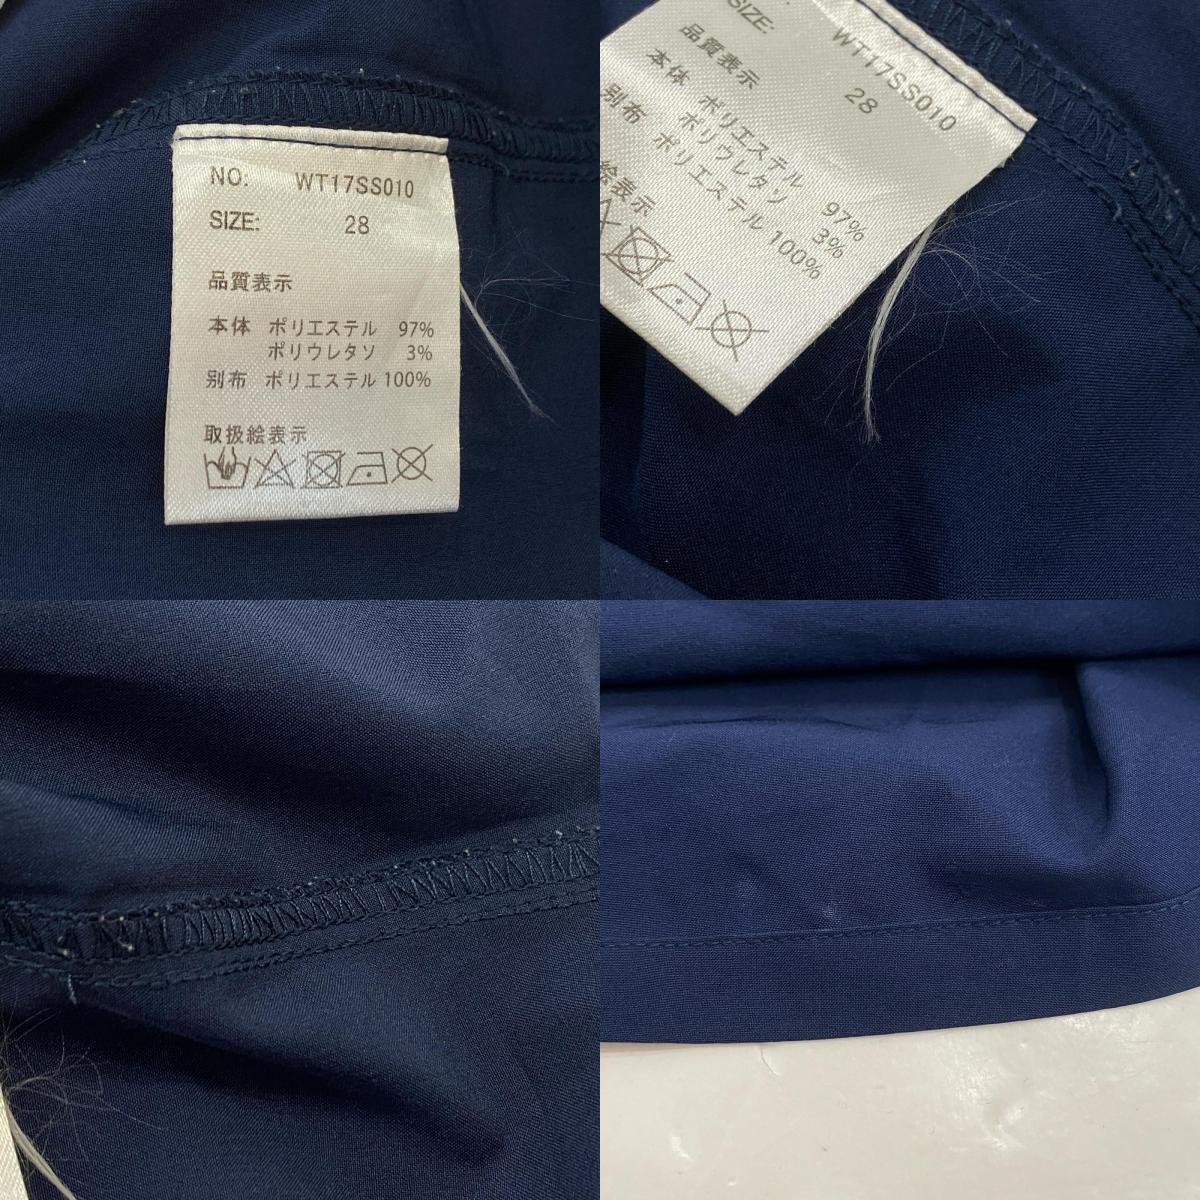 NO. WT17SS010
SIZE: 28
品質表示
本体 ポリエステル 97%
ポリウレタソ 3%
別布 ポリエステル 100%
取扱絵表示
SIZE: WT17SS010
28
品質表示
本体 ポリエステル 97%
ポリウレタソ 3%
別布 ポリエステル 100%
絵表示